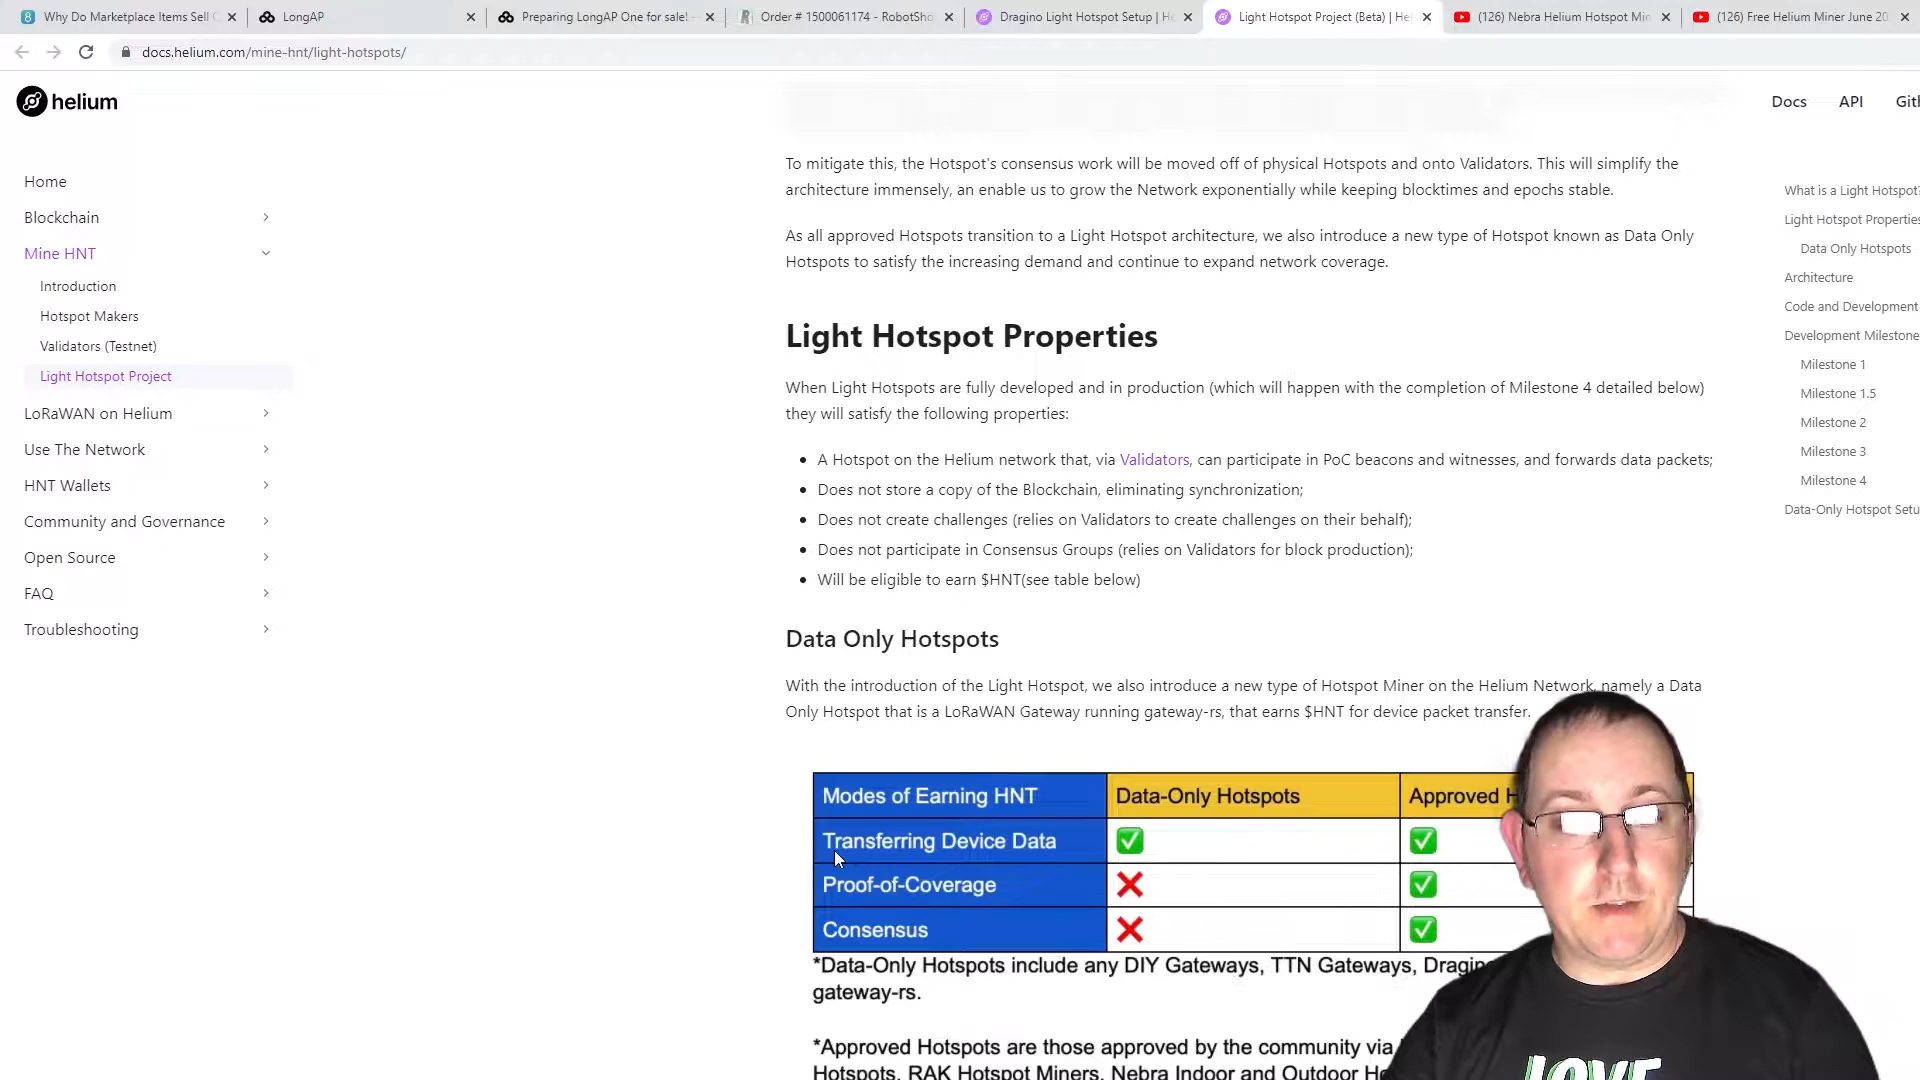 Why Do Marketplace Items Sell
LongAP
Preparing LongAP One for sale! –
Order # 1500061174 - RobotSho
Dragino Light Hotspot Setup | He
Light Hotspot Project (Beta) | He
(126) Nebra Helium Hotspot Min
(126) Free Helium Miner June 20
docs.helium.com/mine-hnt/light-hotspots/
helium
Docs
API
Home
Blockchain
Mine HNT
Introduction
Hotspot Makers
Validators (Testnet)
Light Hotspot Project
LoRaWAN on Helium
Use The Network
HNT Wallets
Community and Governance
Open Source
FAQ
Troubleshooting
To mitigate this, the Hotspot's consensus work will be moved off of physical Hotspots and onto Validators. This will simplify the
architecture immensely, an enable us to grow the Network exponentially while keeping blocktimes and epochs stable.
As all approved Hotspots transition to a Light Hotspot architecture, we also introduce a new type of Hotspot known as Data Only
Hotspots to satisfy the increasing demand and continue to expand network coverage.
Light Hotspot Properties
When Light Hotspots are fully developed and in production (which will happen with the completion of Milestone 4 detailed below)
they will satisfy the following properties:
A Hotspot on the Helium network that, via Validators, can participate in PoC beacons and witnesses, and forwards data packets;
Does not store a copy of the Blockchain, eliminating synchronization;
Does not create challenges (relies on Validators to create challenges on their behalf);
Does not participate in Consensus Groups (relies on Validators for block production);
Will be eligible to earn $HNT(see table below)
Data Only Hotspots
With the introduction of the Light Hotspot, we also introduce a new type of Hotspot Miner on the Helium Network, namely a Data
Only Hotspot that is a LoRaWAN Gateway running gateway-rs, that earns $HNT for device packet transfer.
Modes of Earning HNT
Data-Only Hotspots
Approved H
Transferring Device Data
Proof-of-Coverage
Consensus
*Data-Only Hotspots include any DIY Gateways, TTN Gateways, Dragino
gateway-rs.
*Approved Hotspots are those approved by the community via
Hotspots, RAK Hotspot Miners, Nebra Indoor and Outdoor Ho
What is a Light Hotspot?
Light Hotspot Properties
Data Only Hotspots
Architecture
Code and Development
Development Milestone
Milestone 1
Milestone 1.5
Milestone 2
Milestone 3
Milestone 4
Data-Only Hotspot Setu
LOVE